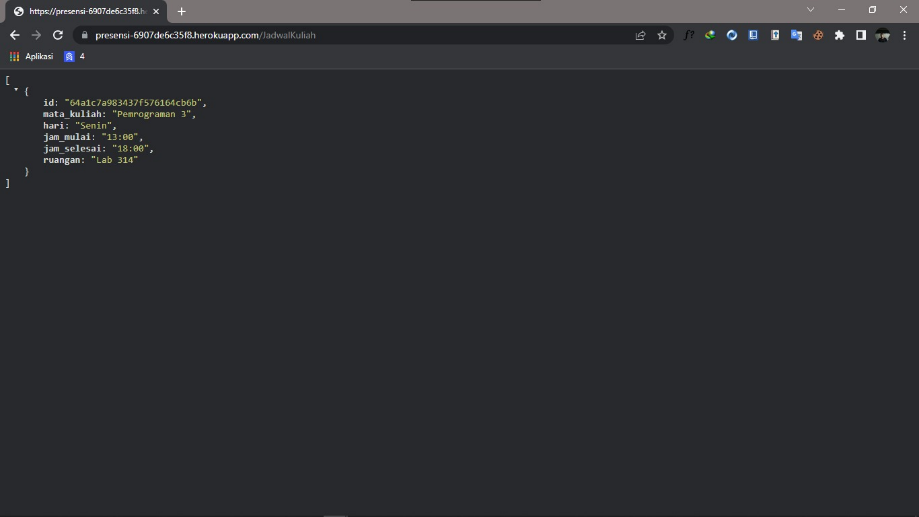 https://presensi-6907de6c35f8.he
presensi-6907de6c35f8.herokuapp.com/JadwalKuliah
f?
Aplikasi
4
[
{
id: "64a1c7a983437f576164cb6b",
mata_kuliah: "Pemrograman 3",
hari: "Senin",
jam_mulai: "13:00",
jam_selesai: "18:00",
ruangan: "Lab 314"
}
]